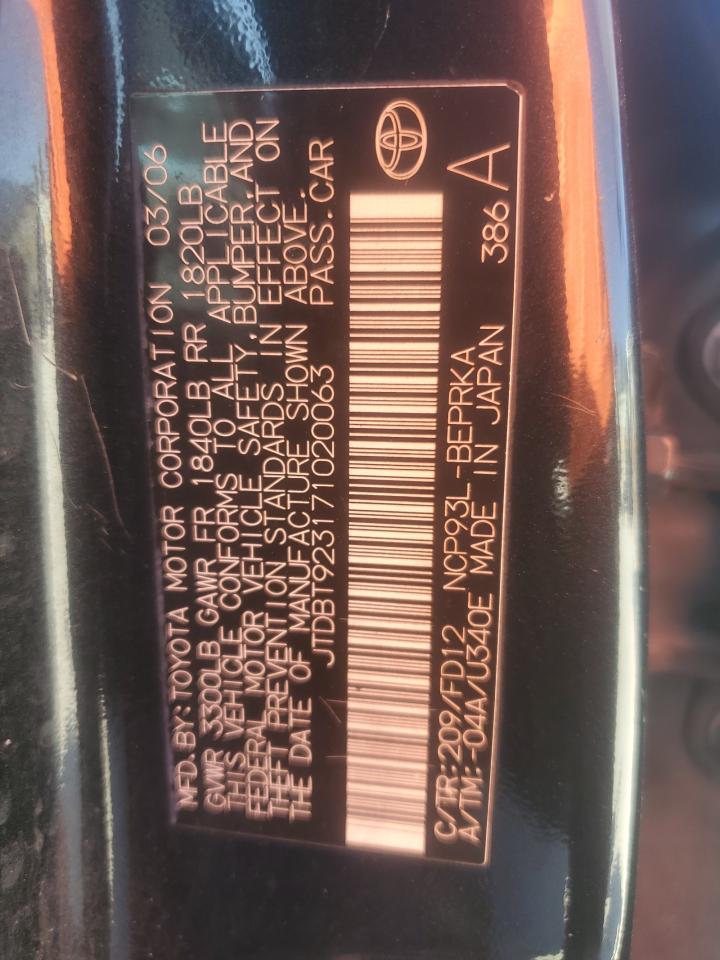 MFD. BY: TOYOTA MOTOR CORPORATION 03/06
GVWR 3300LB GAWR FR 1840LB RR 1820LB
THIS VEHICLE CONFORMS TO ALL APPLICABLE
FEDERAL MOTOR VEHICLE SAFETY, BUMPER, AND
THEFT PREVENTION STANDARDS IN EFFECT ON
THE DATE OF MANUFACTURE SHOWN ABOVE.
JTDBT923171020063 PASS. CAR
C/TR: 209/FD12 NCP93L-BEPRKA
A/TM: -04A/U340E MADE IN JAPAN 386 A